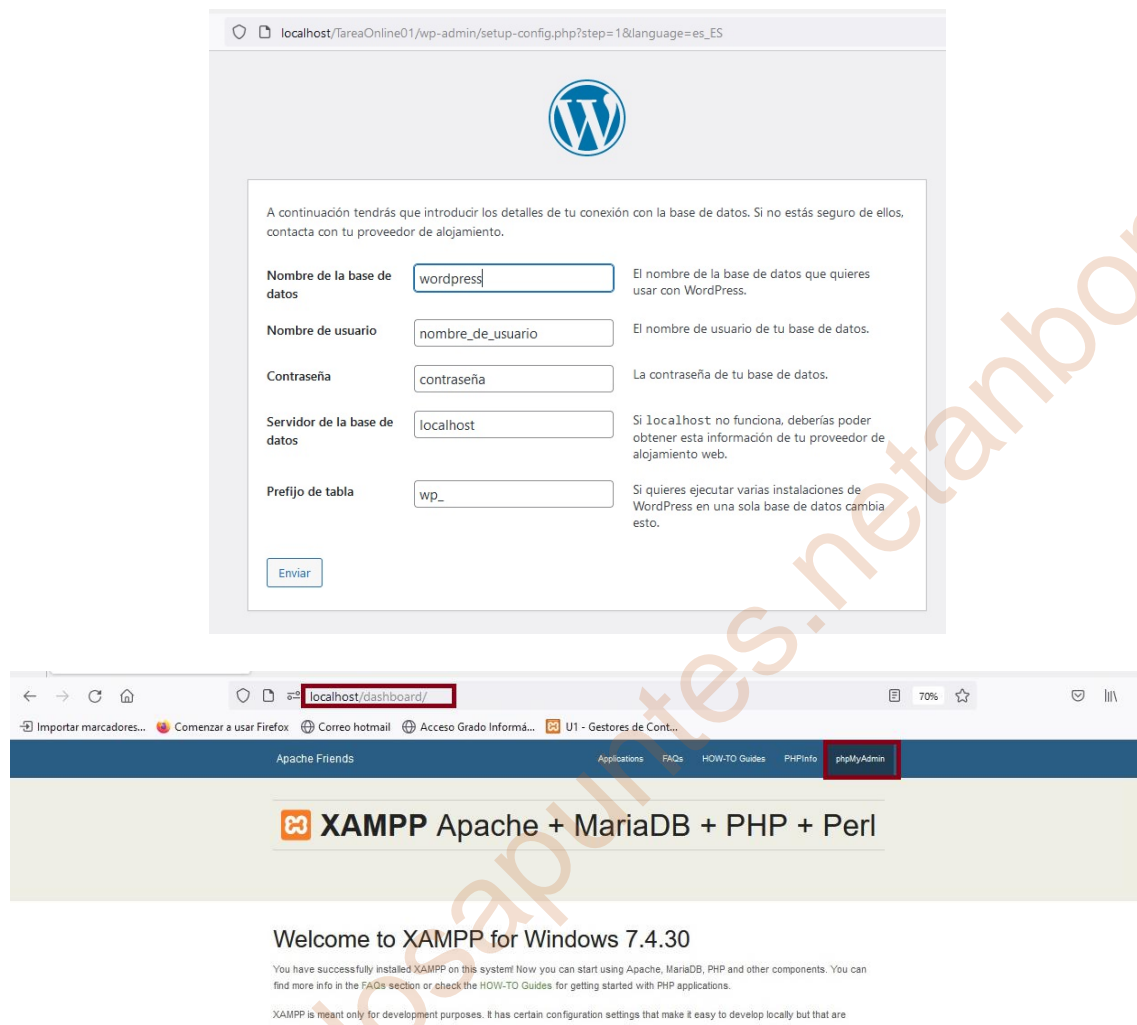 localhost/TareaOnline01/wp-admin/setup-config.php?step=1&language=es_ES
A continuación tendrás que introducir los detalles de tu conexión con la base de datos. Si no estás seguro de ellos,
contacta con tu proveedor de alojamiento.
Nombre de la base de
datos
wordpress
El nombre de la base de datos que quieres
usar con WordPress.
Nombre de usuario
nombre_de_usuario
El nombre de usuario de tu base de datos.
Contraseña
contraseña
La contraseña de tu base de datos.
Servidor de la base de
datos
localhost
Si localhost no funciona, deberías poder
obtener esta información de tu proveedor de
alojamiento web.
Prefijo de tabla
wp_
Si quieres ejecutar varias instalaciones de
WordPress en una sola base de datos cambia
esto.
Enviar
localhost/dashboard/
70%
Importar marcadores... Comenzar a usar Firefox Correo hotmail Acceso Grado Informá... U1 - Gestores de Cont...
Apache Friends Applications FAQs HOW-TO Guides PHPInfo phpMyAdmin
XAMPP Apache + MariaDB + PHP + Perl
Welcome to XAMPP for Windows 7.4.30
You have successfully installed XAMPP on this system! Now you can start using Apache, MariaDB, PHP and other components. You can
find more info in the FAQs section or check the HOW-TO Guides for getting started with PHP applications.
XAMPP is meant only for development purposes. It has certain configuration settings that make it easy to develop locally but that are
losapuntes.netanbor